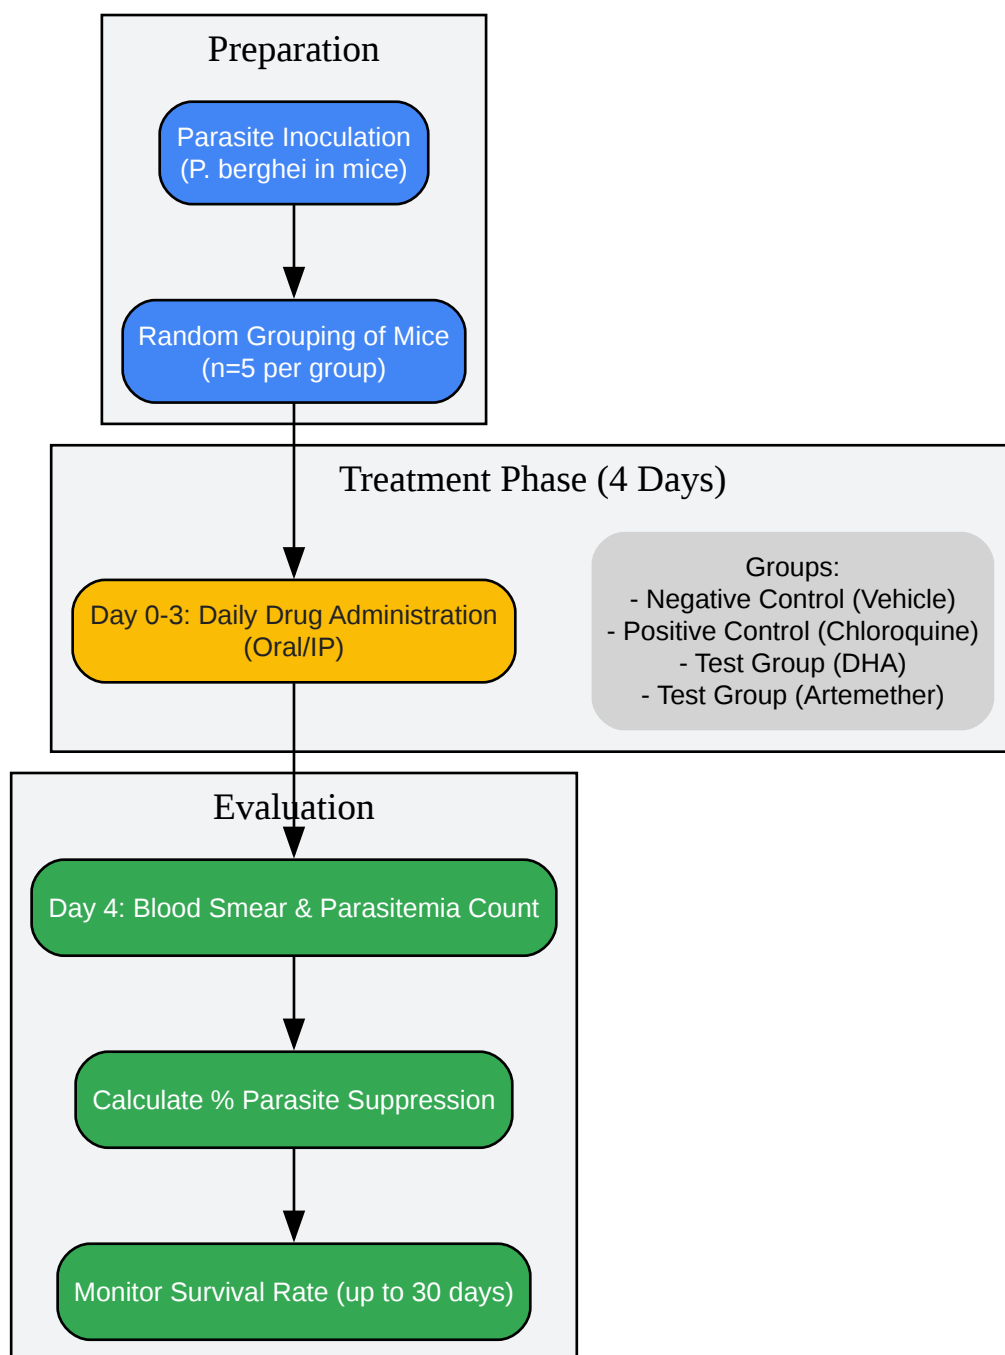 Preparation
Parasite Inoculation
(P. berghei in mice)
Random Grouping of Mice
(n=5 per group)
Treatment Phase (4 Days)
Day 0-3: Daily Drug Administration
(Oral/IP)
Groups:
- Negative Control (Vehicle)
- Positive Control (Chloroquine)
- Test Group (DHA)
- Test Group (Artemether)
Evaluation
Day 4: Blood Smear & Parasitemia Count
Calculate % Parasite Suppression
Monitor Survival Rate (up to 30 days)